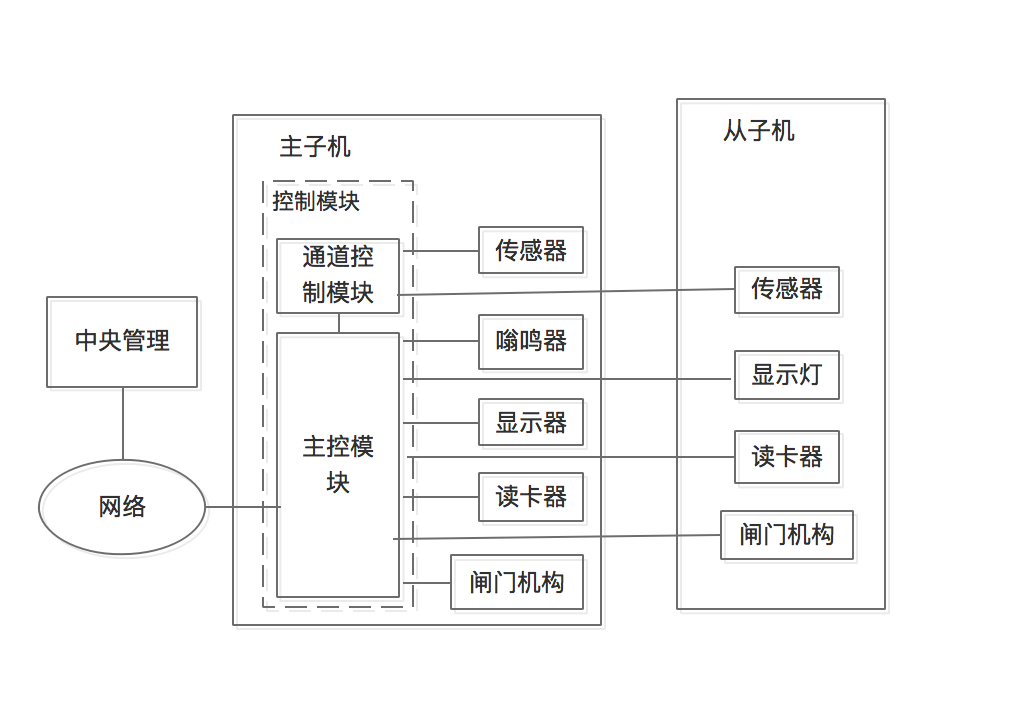 主子机
控制模块
通道控
制模块
传感器
嗡鸣器
主控模
块
显示器
读卡器
闸门机构
中央管理
网络
从子机
传感器
显示灯
读卡器
闸门机构